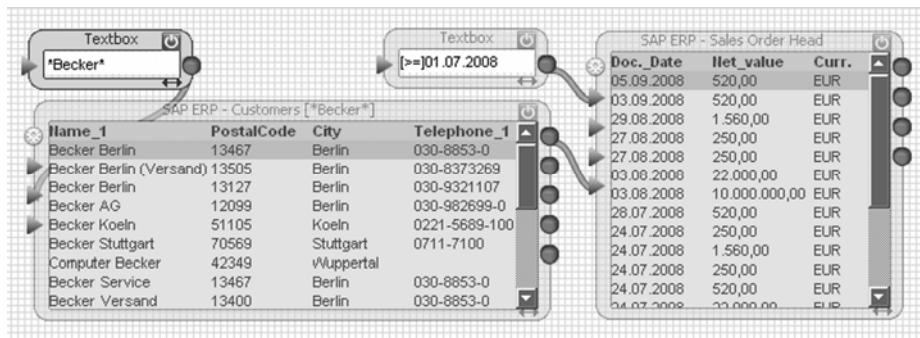 Textbox
*Becker*
Textbox
[>=]01.07.2008
SAP ERP - Customers [*Becker*]
Name_1 PostalCode City Telephone_1
Becker Berlin 13467 Berlin 030-8853-0
Becker Berlin (Versand) 13505 Berlin 030-8373269
Becker Berlin 13127 Berlin 030-9321107
Becker AG 12099 Berlin 030-982699-0
Becker Koeln 51105 Koeln 0221-5689-100
Becker Stuttgart 70569 Stuttgart 0711-7100
Computer Becker 42349 Wuppertal
Becker Service 13467 Berlin 030-8853-0
Becker Versand 13400 Berlin 030-8853-0
SAP ERP - Sales Order Head
Doc._Date Net_value Curr.
05.09.2008 520,00 EUR
03.09.2008 520,00 EUR
29.08.2008 1.560,00 EUR
27.08.2008 250,00 EUR
27.08.2008 250,00 EUR
03.08.2008 22.000,00 EUR
03.08.2008 10.000.000,00 EUR
28.07.2008 520,00 EUR
24.07.2008 250,00 EUR
24.07.2008 1.560,00 EUR
24.07.2008 250,00 EUR
24.07.2008 520,00 EUR
24.07.2008 22.000,00 EUR